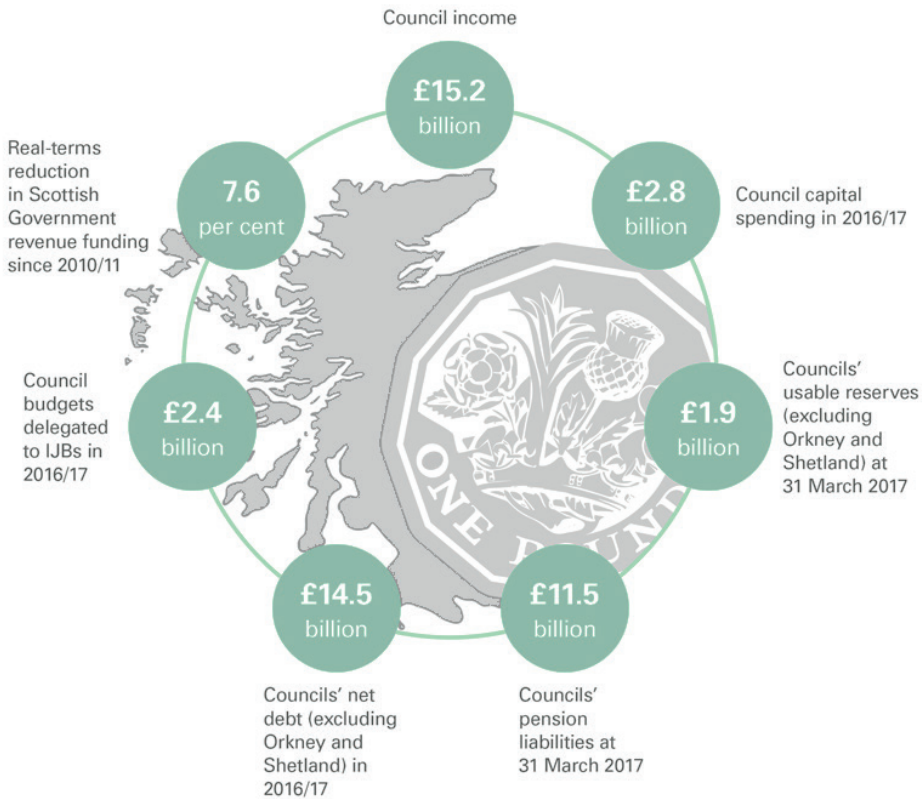 Council income
£15.2
billion
£2.8
billion
Council capital
spending in 2016/17
£1.9
billion
Councils’
usable reserves
(excluding
Orkney and
Shetland) at
31 March 2017
£11.5
billion
Councils’
pension
liabilities at
31 March 2017
£14.5
billion
Councils’ net
debt (excluding
Orkney and
Shetland) in
2016/17
£2.4
billion
Council
budgets
delegated
to IJBs in
2016/17
7.6
per cent
Real-terms
reduction
in Scottish
Government
revenue funding
since 2010/11
ONE POUND